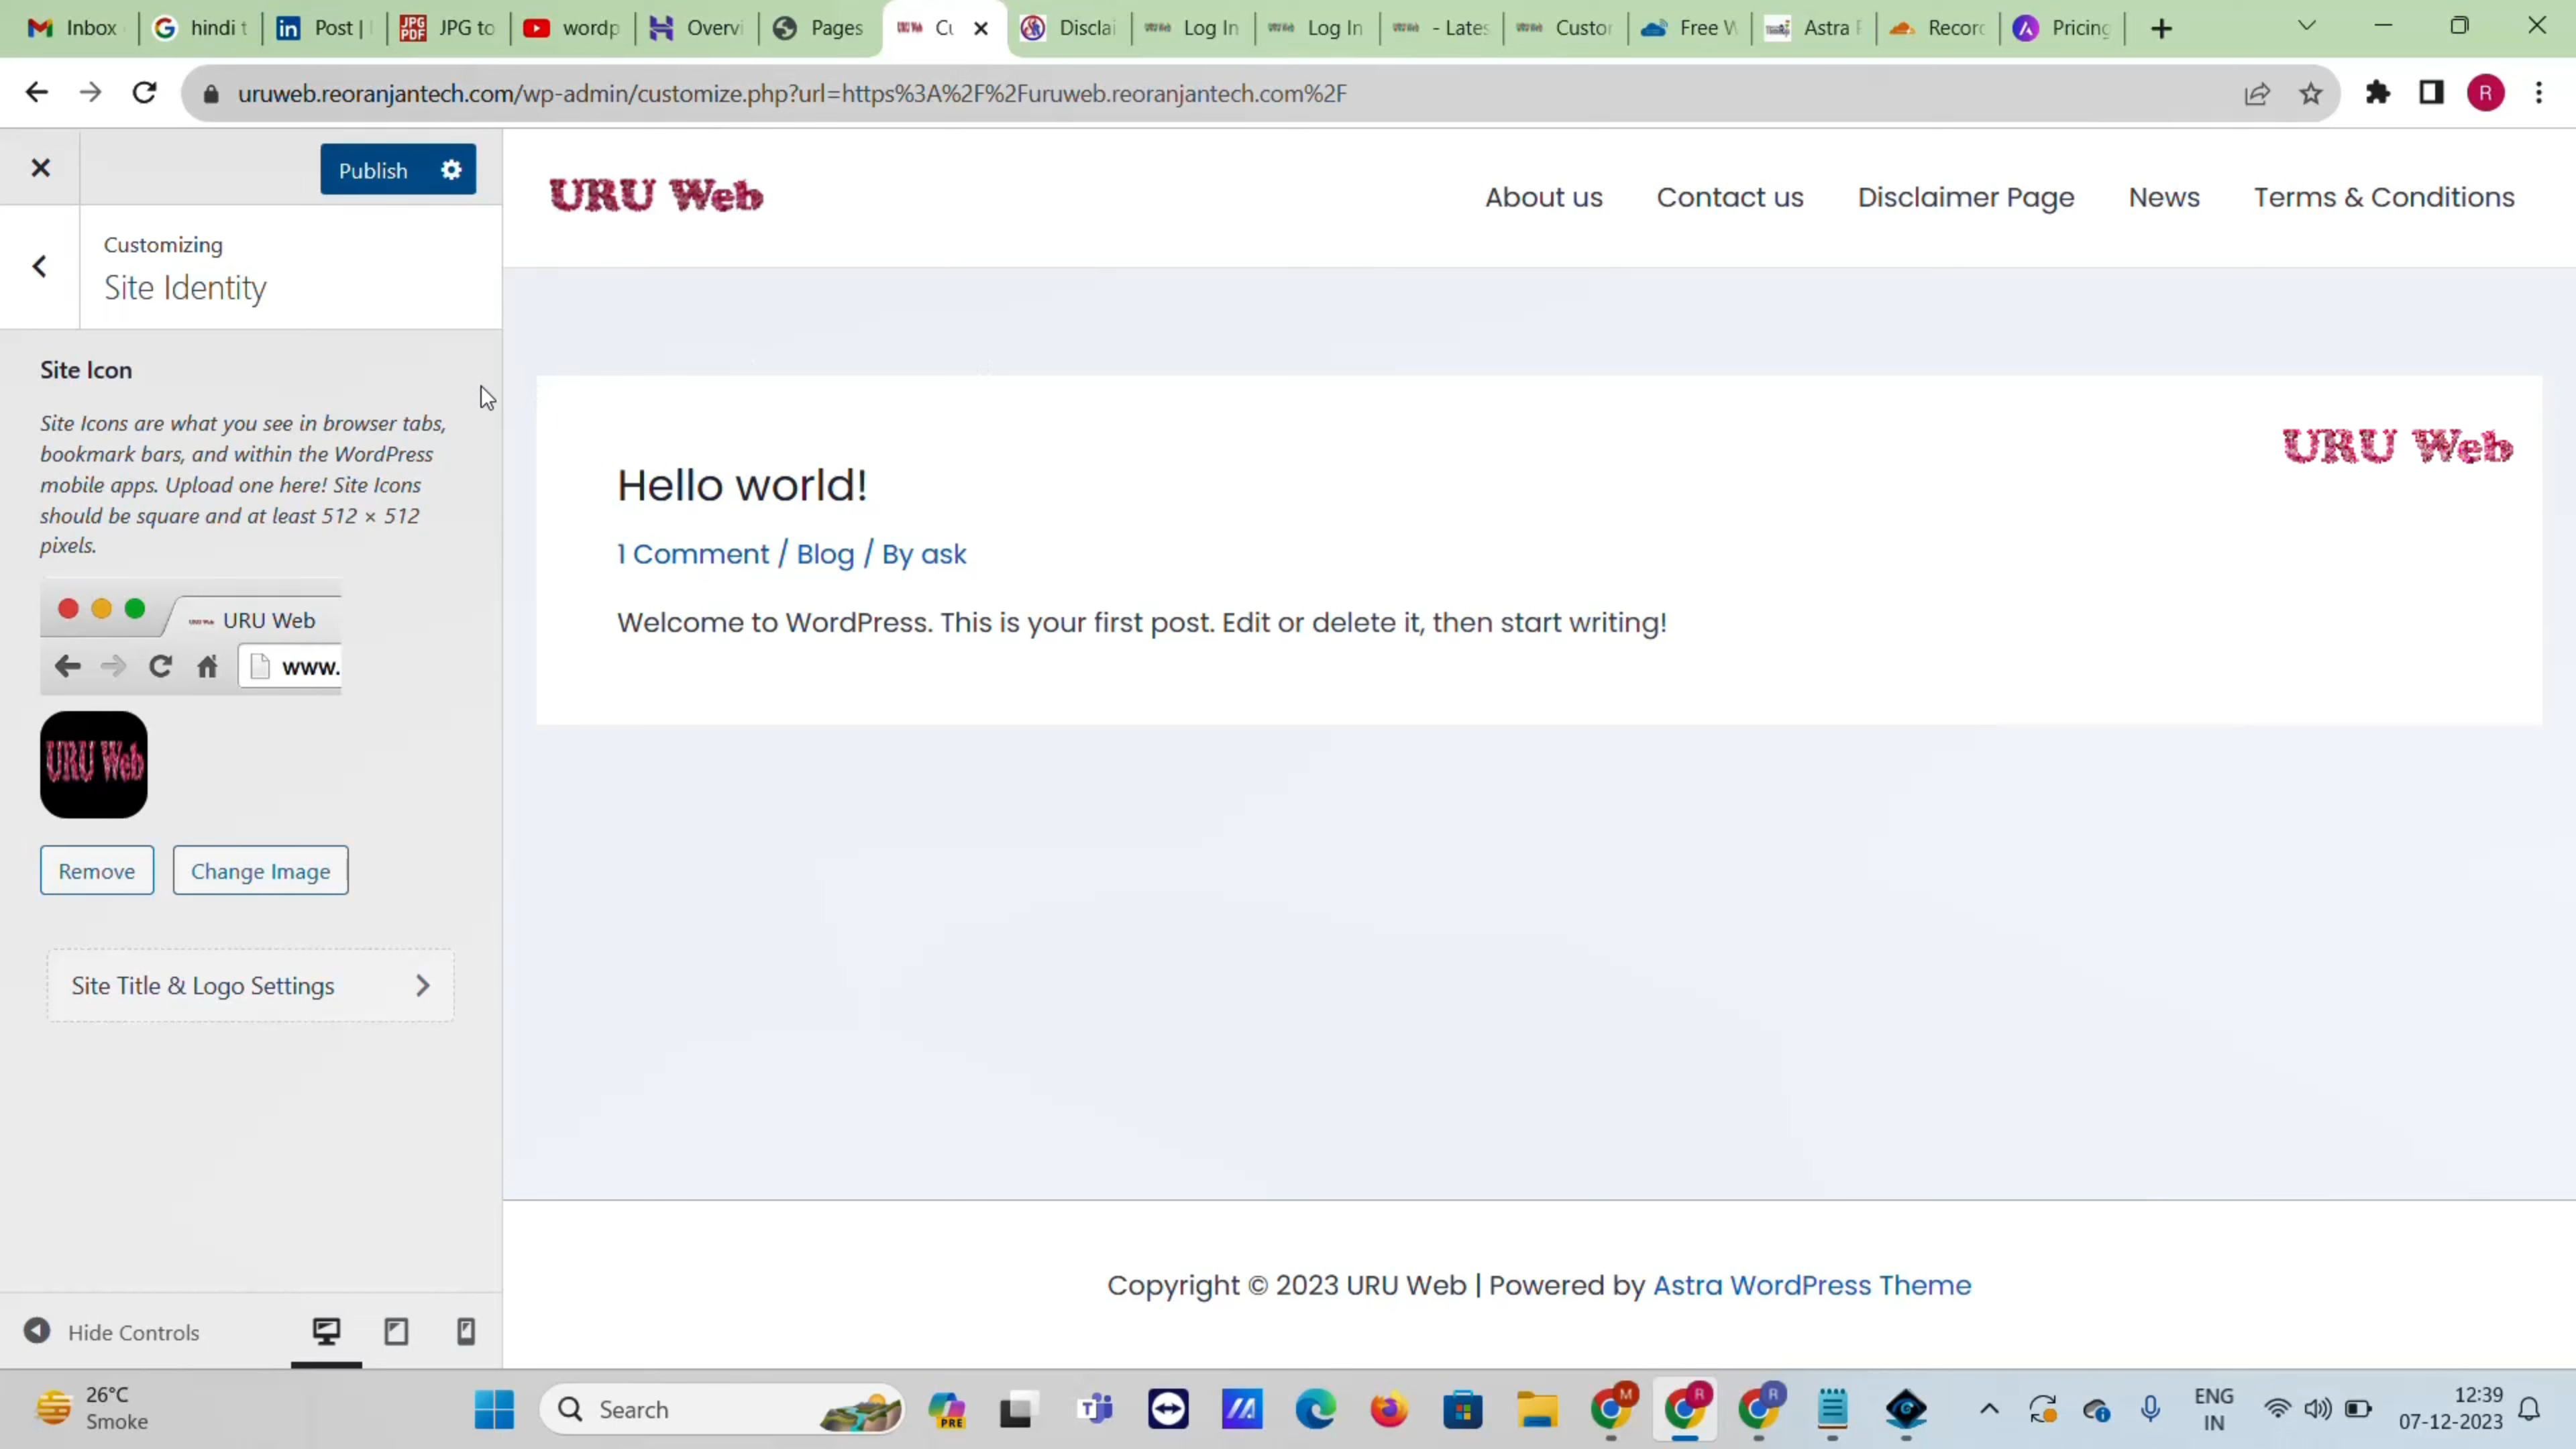 Inbox
hindi t
Post |
JPG to
wordp
Overvi
Pages
Cu
Disclai
Log In
Log In
- Lates
Custor
Free W
Astra F
Record
Pricing
uruweb.reoranjantech.com/wp-admin/customize.php?url=https%3A%2F%2Furuweb.reoranjantech.com%2F
R
Publish
Customizing
Site Identity
Site Icon
Site Icons are what you see in browser tabs,
bookmark bars, and within the WordPress
mobile apps. Upload one here! Site Icons
should be square and at least 512 × 512
pixels.
URU Web
www.
URU Web
Remove
Change Image
Site Title & Logo Settings
Hide Controls
URU Web
About us
Contact us
Disclaimer Page
News
Terms & Conditions
URU Web
Hello world!
1 Comment / Blog / By ask
Welcome to WordPress. This is your first post. Edit or delete it, then start writing!
Copyright © 2023 URU Web | Powered by Astra WordPress Theme
26°C
Smoke
Search
PRE
M
R
R
ENG
IN
12:39
07-12-2023